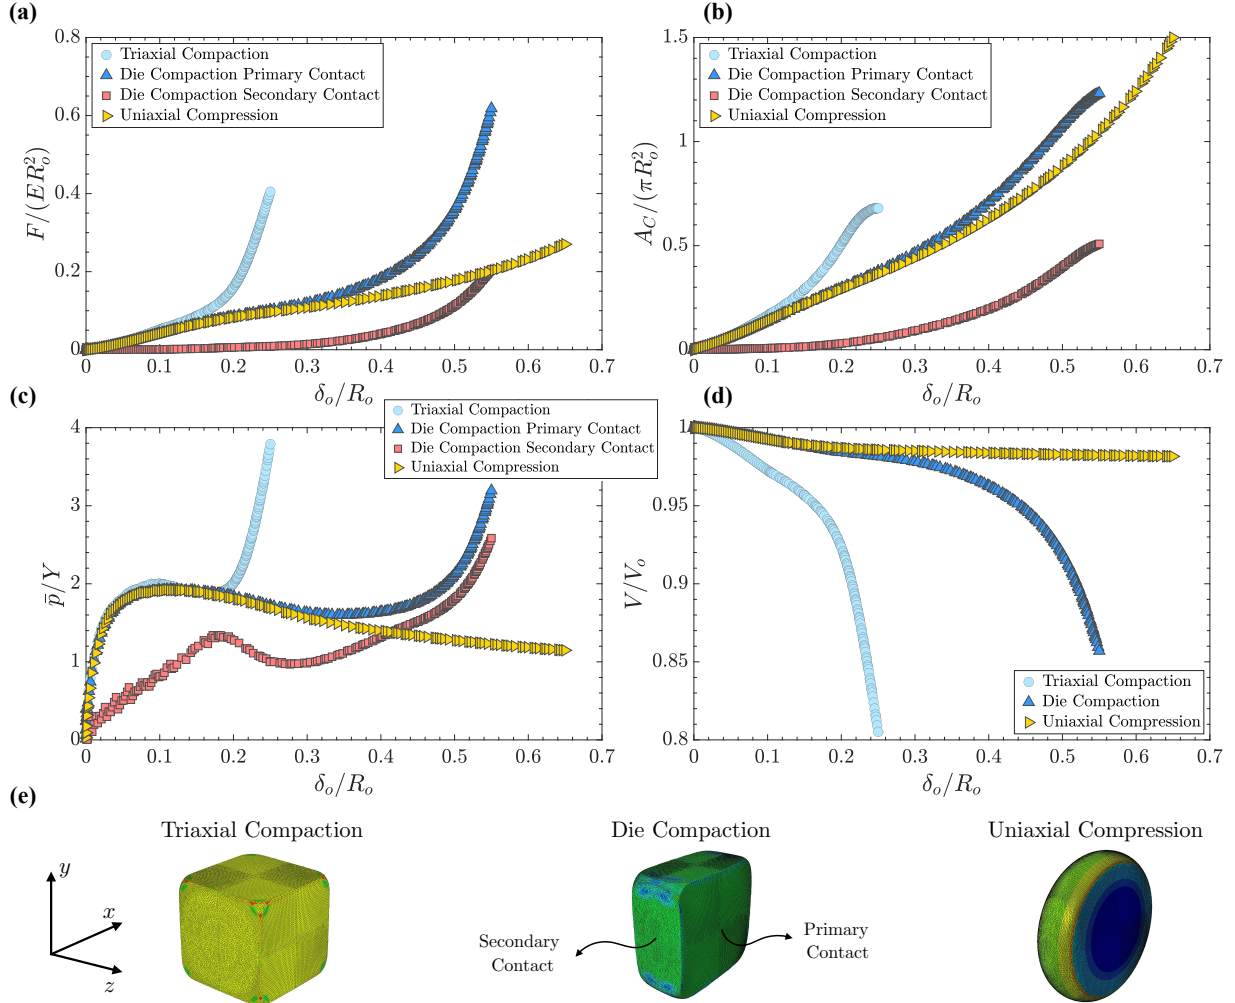 (a)
0.8
0.6
0.4
0.2
0
F/(ER_o^2)
Triaxial Compaction
Die Compaction Primary Contact
Die Compaction Secondary Contact
Uniaxial Compression
0 0.1 0.2 0.3 0.4 0.5 0.6 0.7
δ_o/R_o
(b)
1.5
1
0.5
0
A_C/(πR_o^2)
Triaxial Compaction
Die Compaction Primary Contact
Die Compaction Secondary Contact
Uniaxial Compression
0 0.1 0.2 0.3 0.4 0.5 0.6 0.7
δ_o/R_o
(c)
4
3
2
1
0
p̄/Y
Triaxial Compaction
Die Compaction Primary Contact
Die Compaction Secondary Contact
Uniaxial Compression
0 0.1 0.2 0.3 0.4 0.5 0.6 0.7
δ_o/R_o
(d)
1
0.95
0.9
0.85
0.8
V/V_o
Triaxial Compaction
Die Compaction
Uniaxial Compression
0 0.1 0.2 0.3 0.4 0.5 0.6 0.7
δ_o/R_o
(e)
Triaxial Compaction
Die Compaction
Uniaxial Compression
y
x
z
Secondary
Contact
Primary
Contact